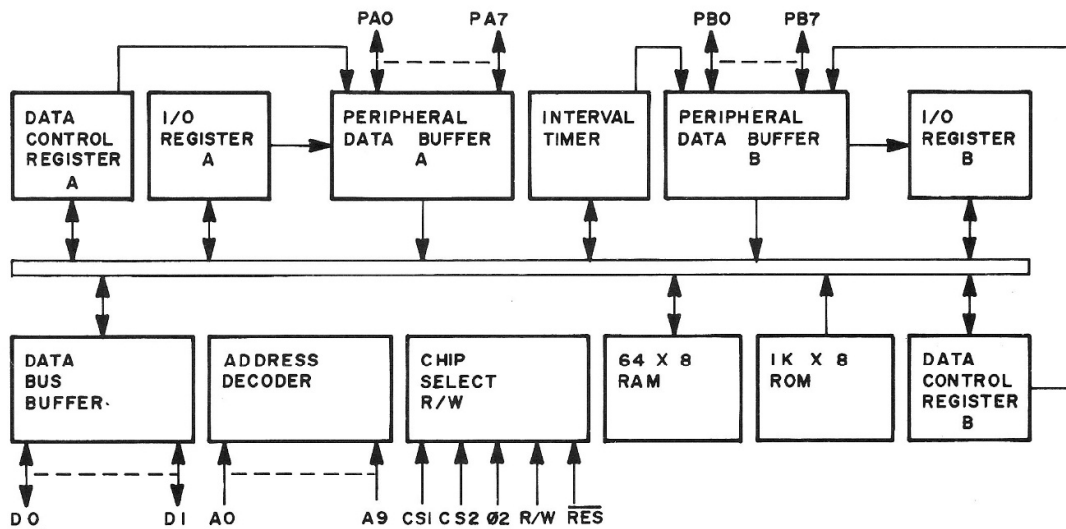 PA0 PA7 PB0 PB7
DATA
CONTROL
REGISTER
A
I/O
REGISTER
A
PERIPHERAL
DATA BUFFER
A
INTERVAL
TIMER
PERIPHERAL
DATA BUFFER
B
I/O
REGISTER
B
DATA
BUS
BUFFER
ADDRESS
DECODER
CHIP
SELECT
R/W
64 X 8
RAM
1K X 8
ROM
DATA
CONTROL
REGISTER
B
D0 D1 A0 A9 CS1 CS2 Ø2 R/W R̅E̅S̅